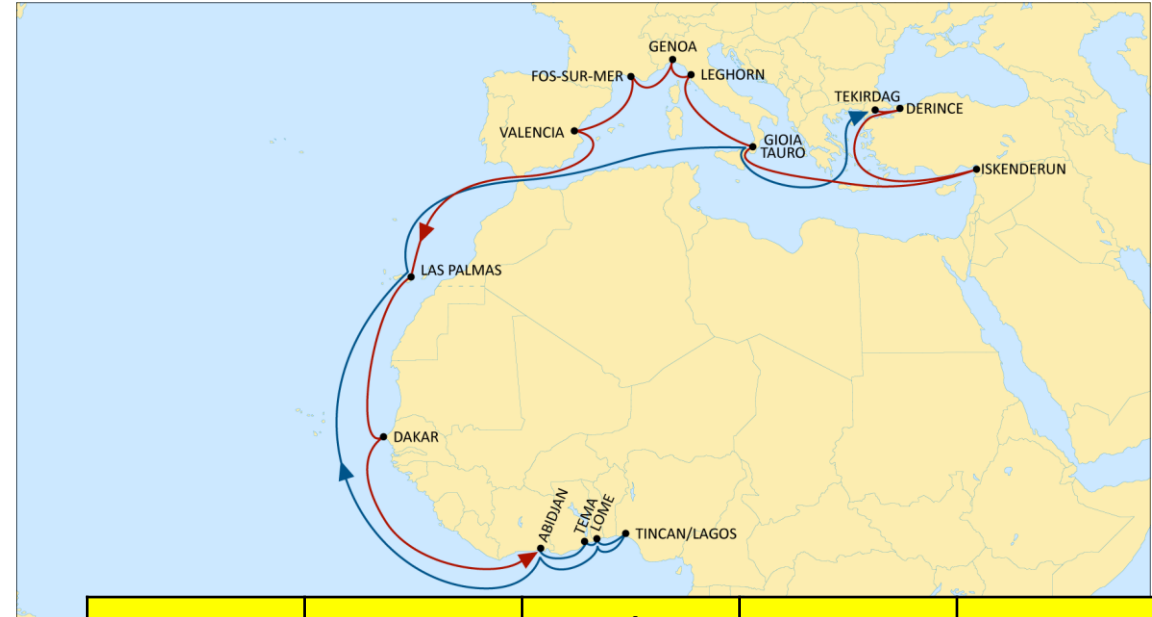 GENOA
FOS-SUR-MER
LEGHORN
TEKIRDAG
DERINCE
VALENCIA
GIOIA
TAURO
ISKENDERUN
LAS PALMAS
DAKAR
ABIDJAN
TEMA
LOME
TINCAN/LAGOS